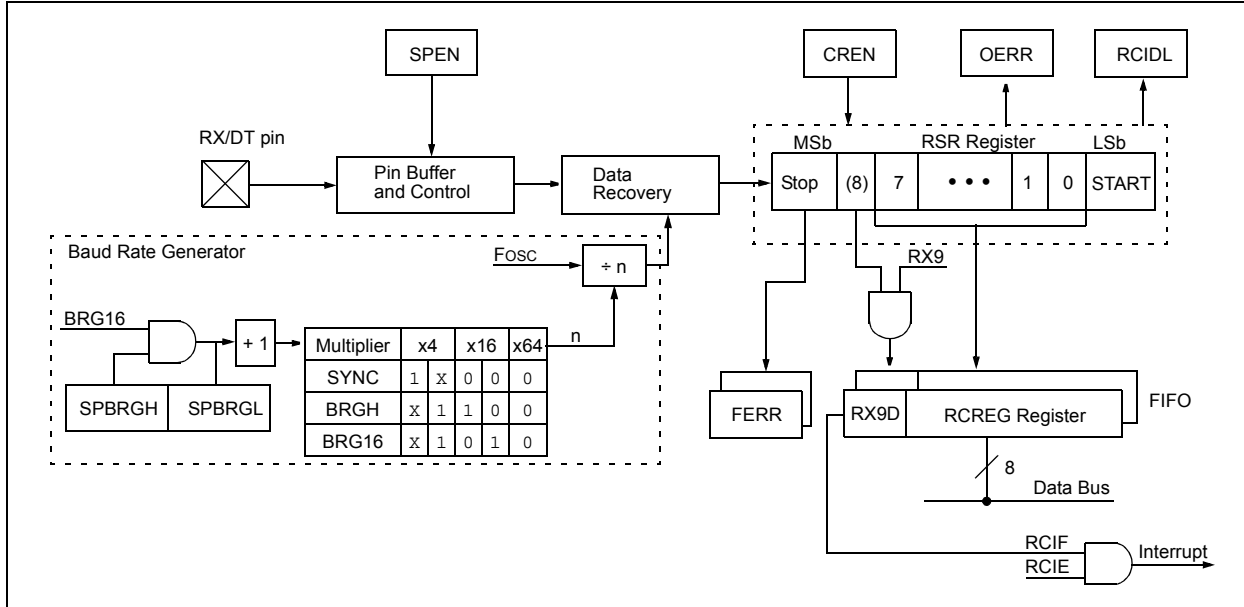 SPEN
CREN
OERR
RCIDL
RX/DT pin
MSb
RSR Register
LSb
Pin Buffer
and Control
Data
Recovery
Stop (8) 7 • • • 1 0 START
Baud Rate Generator
FOSC
÷ n
RX9
BRG16
+ 1
n
Multiplier x4 x16 x64
SYNC 1 X 0 0 0
BRGH X 1 1 0 0
BRG16 X 1 0 1 0
SPBRGH SPBRGL
FERR
RX9D RCREG Register
FIFO
8
Data Bus
RCIF
RCIE
Interrupt